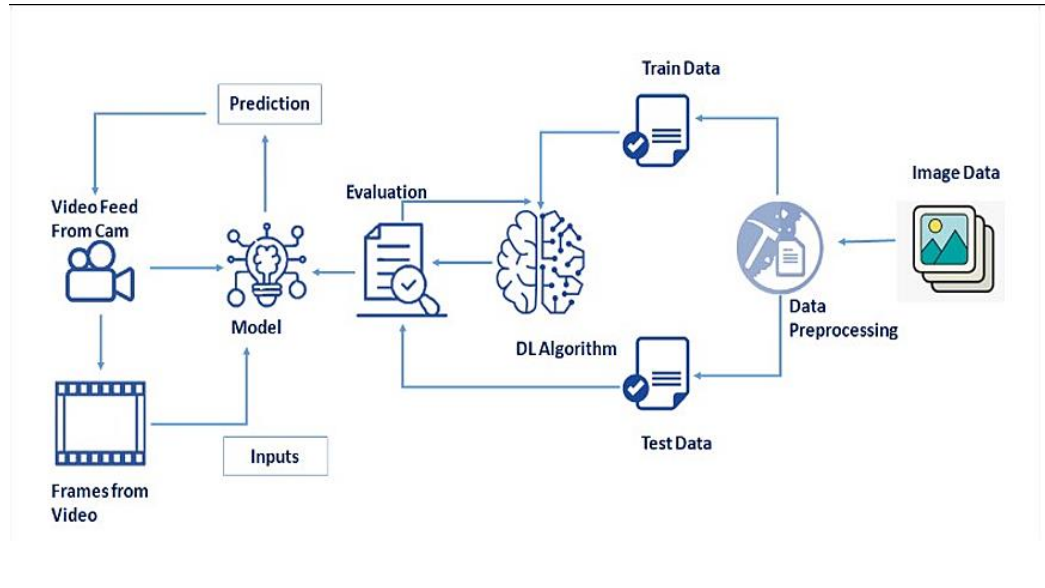 Train Data
Prediction
Image Data
Evaluation
Video Feed
From Cam
Data
Preprocessing
Model
DL Algorithm
Test Data
Inputs
Frames from
Video